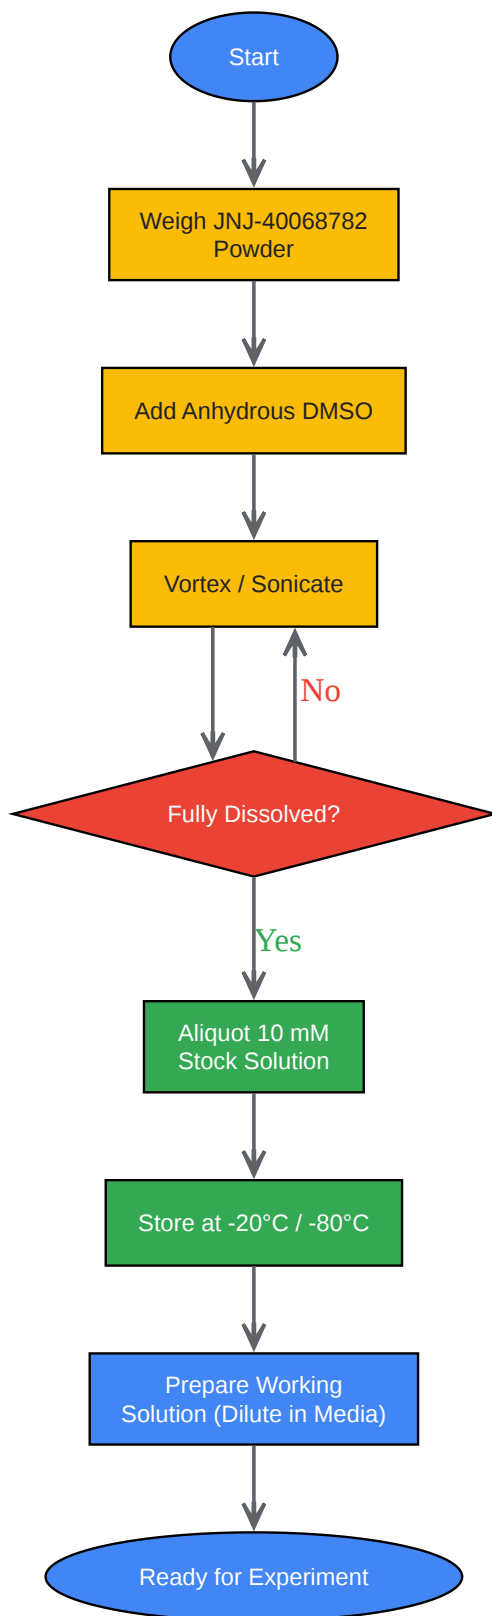 Start
Weigh JNJ-40068782
Powder
Add Anhydrous DMSO
Vortex / Sonicate
No
Fully Dissolved?
Yes
Aliquot 10 mM
Stock Solution
Store at -20°C / -80°C
Prepare Working
Solution (Dilute in Media)
Ready for Experiment